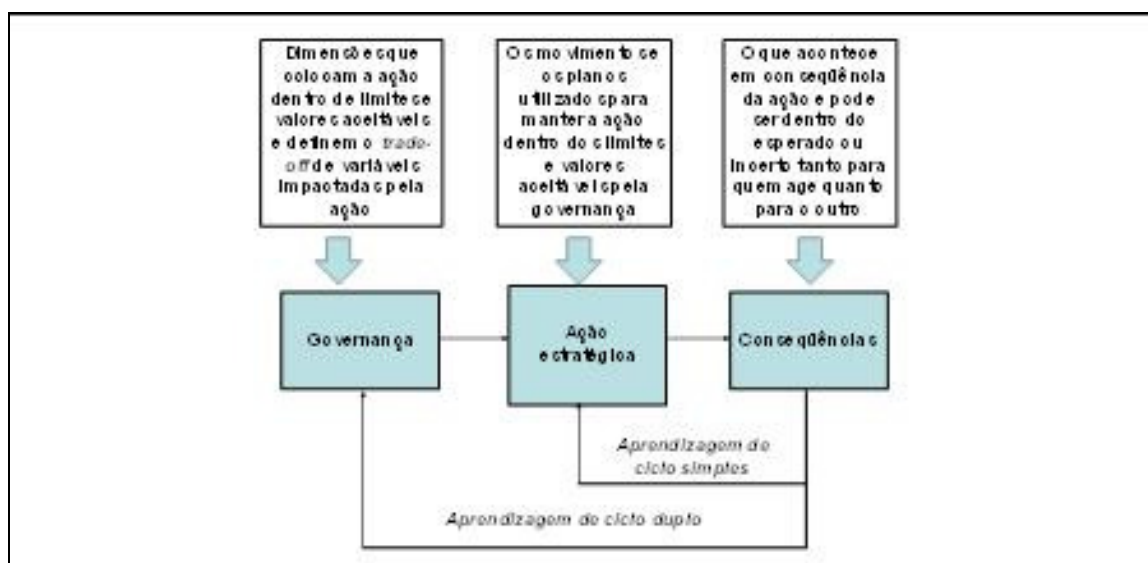 Dimensões que
colocam a ação
dentro de limites e
valores aceitáveis
e definem o trade-
off de variáveis
impactadas pela
ação
Os movimentos e
os planos
utilizados para
manter a ação
dentro dos limites
e valores
aceitáveis pela
governança
O que acontece
em conseqüência
da ação e pode
ser dentro do
esperado ou
incerto tanto para
quem age quanto
para o outro
Governança
Ação
estratégica
Conseqüências
Aprendizagem de
ciclo simples
Aprendizagem de ciclo duplo